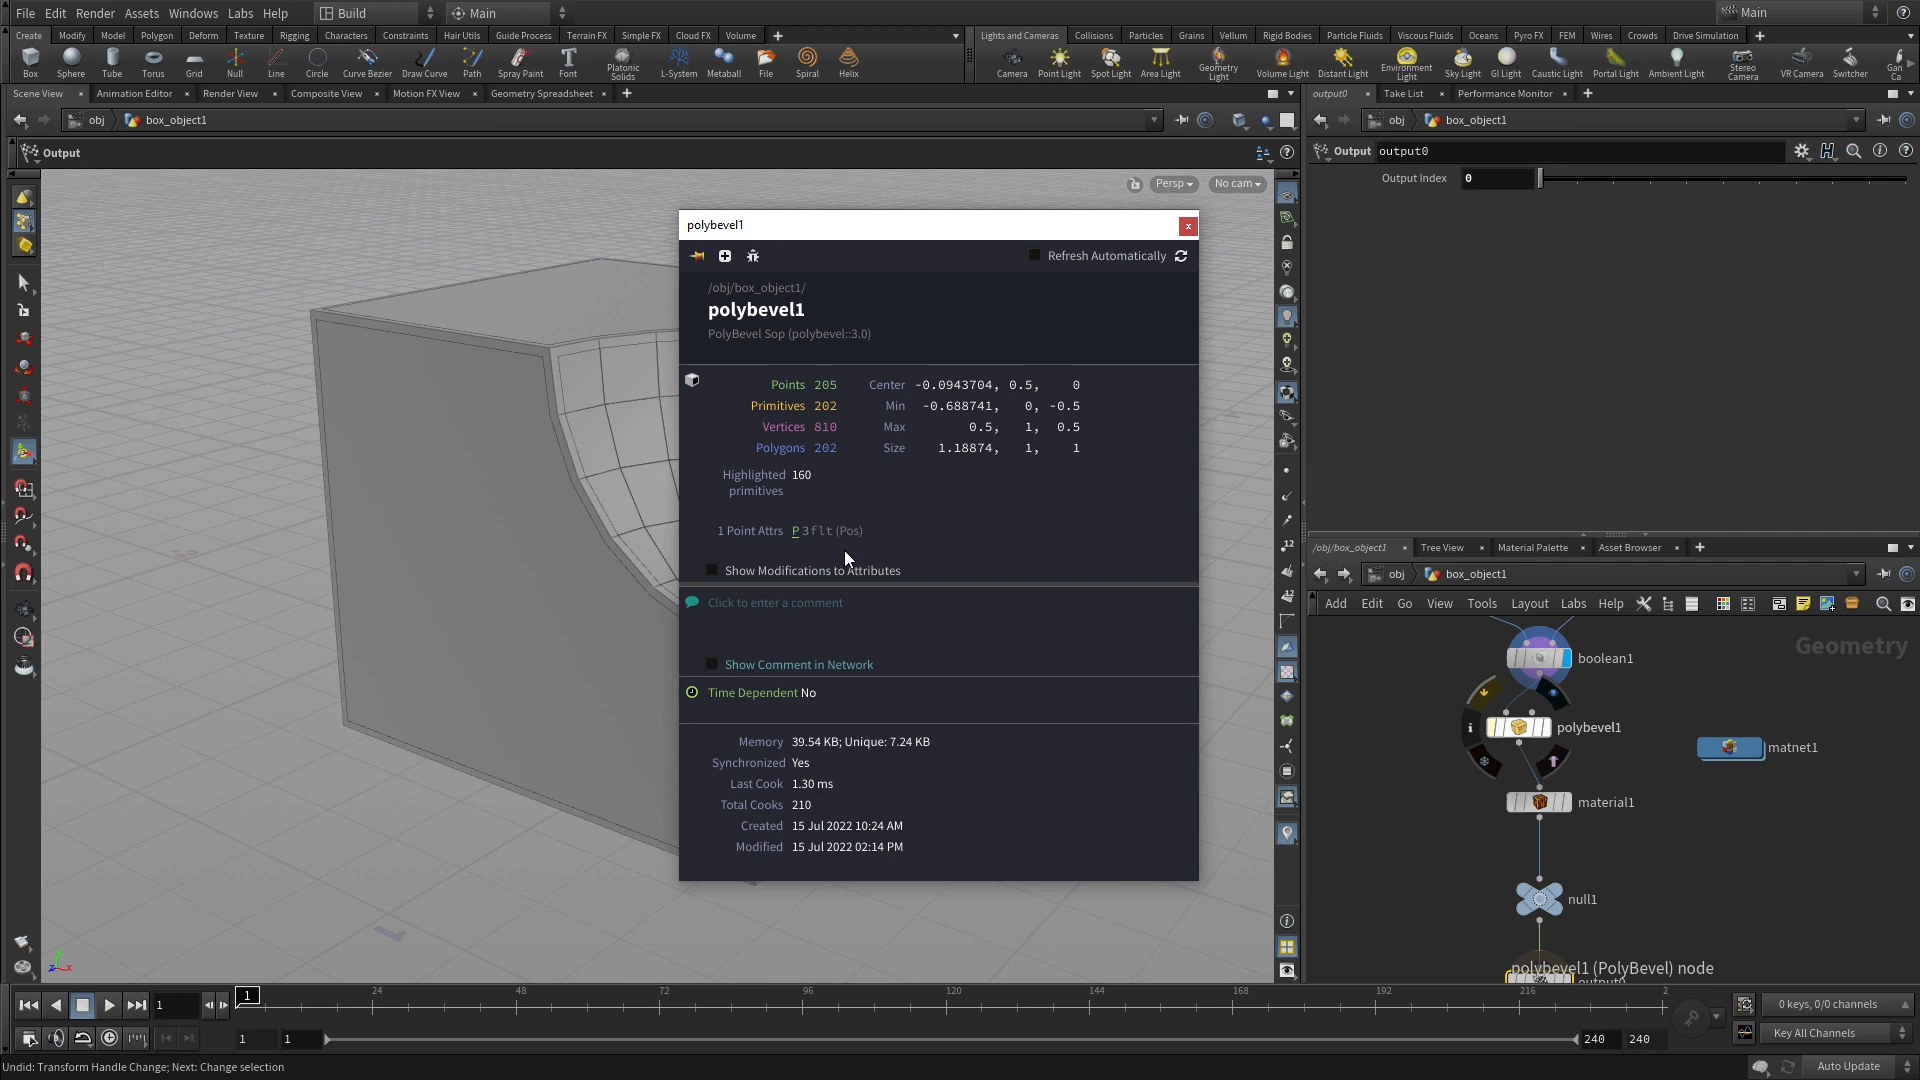 File Edit Render Assets Windows Labs Help Build Main Main
Create Modify Model Polygon Deform Texture Rigging Characters Constraints Hair Utils Guide Process Terrain FX Simple FX Cloud FX Volume
Lights and Cameras Collisions Particles Grains Vellum Rigid Bodies Particle Fluids Viscous Fluids Oceans Pyro FX FEM Wires Crowds Drive Simulation
Box Sphere Tube Torus Grid Null Line Circle Curve Bezier Draw Curve Path Spray Paint Font Platonic Solids L-System Metaball File Spiral Helix
Camera Point Light Spot Light Area Light Geometry Light Volume Light Distant Light Environment Light Sky Light GI Light Caustic Light Portal Light Ambient Light Stereo Camera VR Camera Switcher Gan Ca
Scene View Animation Editor Render View Composite View Motion FX View Geometry Spreadsheet
obj box_object1
Output
Persp No cam
output0 Take List Performance Monitor
obj box_object1
Output output0
Output Index 0
polybevel1
Refresh Automatically
/obj/box_object1/
polybevel1
PolyBevel Sop (polybevel::3.0)
Points 205 Center -0.0943704, 0.5, 0
Primitives 202 Min -0.688741, 0, -0.5
Vertices 810 Max 0.5, 1, 0.5
Polygons 202 Size 1.18874, 1, 1
Highlighted primitives 160
1 Point Attrs P 3flt (Pos)
Show Modifications to Attributes
Click to enter a comment
Show Comment in Network
Time Dependent No
Memory 39.54 KB; Unique: 7.24 KB
Synchronized Yes
Last Cook 1.30 ms
Total Cooks 210
Created 15 Jul 2022 10:24 AM
Modified 15 Jul 2022 02:14 PM
/obj/box_object1 Tree View Material Palette Asset Browser
obj box_object1
Add Edit Go View Tools Layout Labs Help
Geometry
boolean1
polybevel1
matnet1
material1
null1
polybevel1 (PolyBevel) node
output0
z y x
12
12
1 1 24 48 72 96 120 144 168 192 216 2
0 keys, 0/0 channels
1 1 240 240
Key All Channels
Undid: Transform Handle Change; Next: Change selection
Auto Update